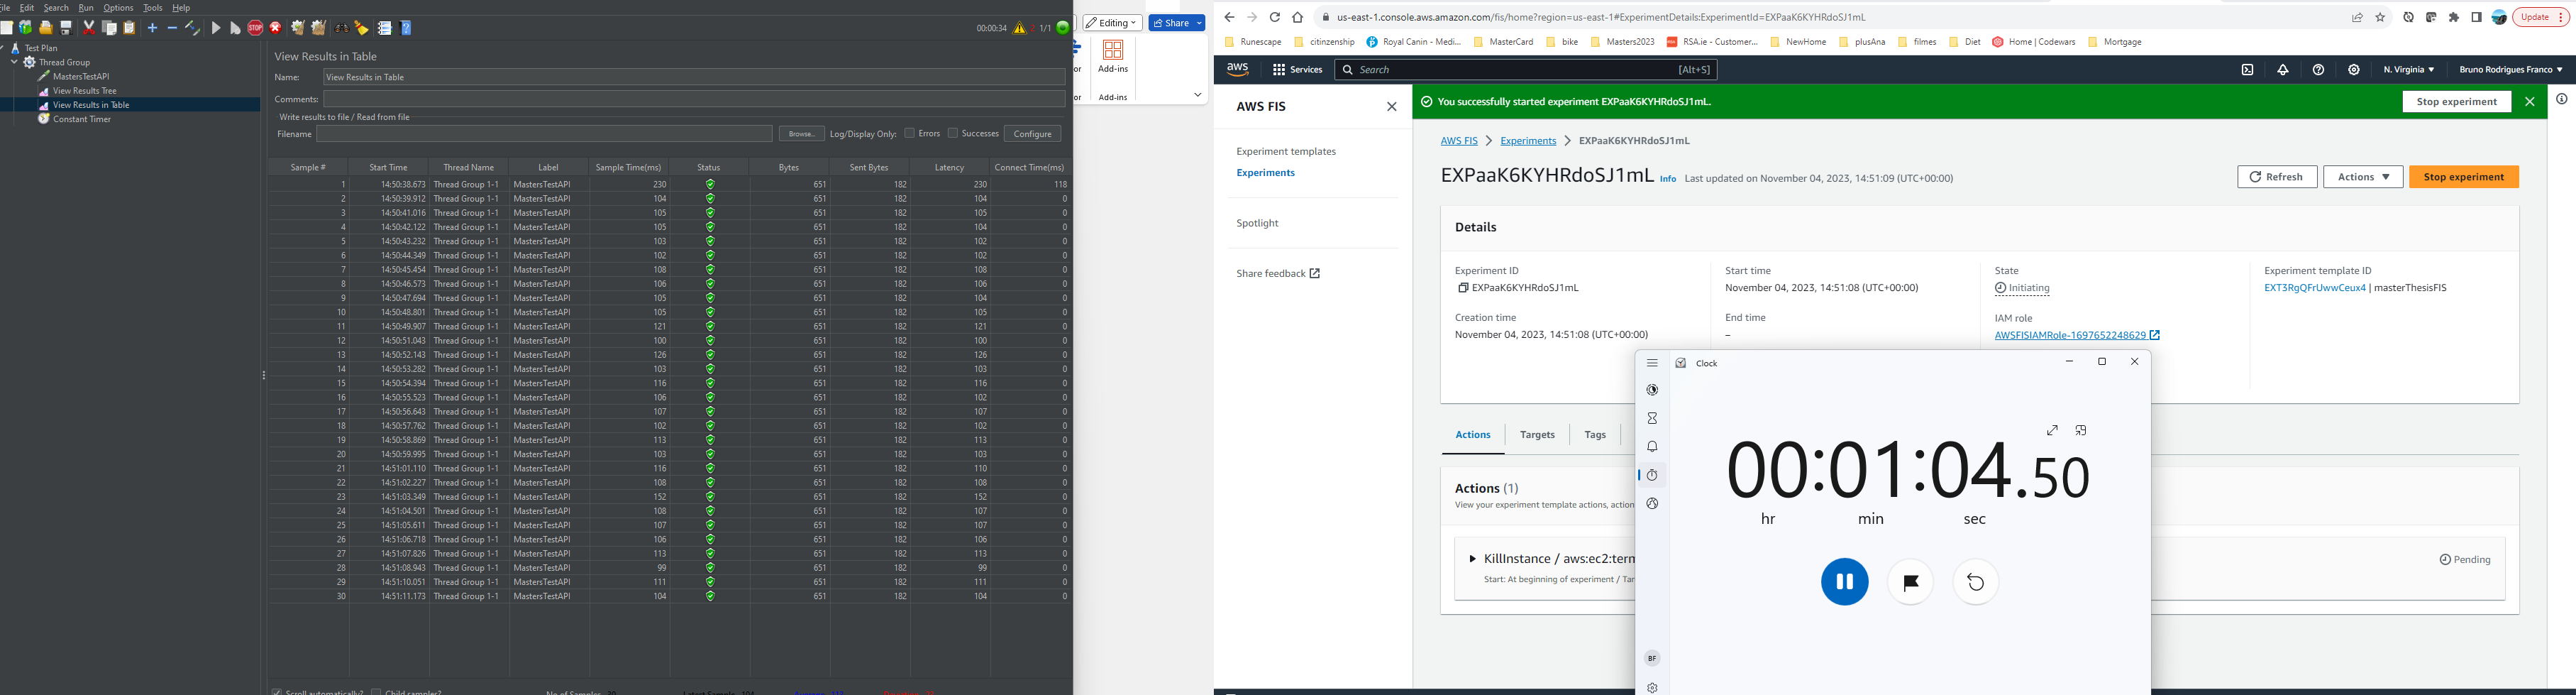 File Edit Search Run Options Tools Help
00:00:34 1/1
Test Plan
Thread Group
MastersTestAPI
View Results Tree
View Results in Table
Constant Timer
View Results in Table
Name: View Results in Table
Comments:
Write results to file / Read from file
Filename Browse... Log/Display Only: Errors Successes Configure
Sample # Start Time Thread Name Label Sample Time(ms) Status Bytes Sent Bytes Latency Connect Time(ms)
1 14:50:38.673 Thread Group 1-1 MastersTestAPI 230 651 182 230 118
2 14:50:39.912 Thread Group 1-1 MastersTestAPI 104 651 182 104 0
3 14:50:41.016 Thread Group 1-1 MastersTestAPI 105 651 182 105 0
4 14:50:42.122 Thread Group 1-1 MastersTestAPI 105 651 182 104 0
5 14:50:43.232 Thread Group 1-1 MastersTestAPI 103 651 182 102 0
6 14:50:44.349 Thread Group 1-1 MastersTestAPI 102 651 182 102 0
7 14:50:45.454 Thread Group 1-1 MastersTestAPI 108 651 182 108 0
8 14:50:46.573 Thread Group 1-1 MastersTestAPI 106 651 182 106 0
9 14:50:47.694 Thread Group 1-1 MastersTestAPI 105 651 182 104 0
10 14:50:48.801 Thread Group 1-1 MastersTestAPI 105 651 182 105 0
11 14:50:49.907 Thread Group 1-1 MastersTestAPI 121 651 182 121 0
12 14:50:51.043 Thread Group 1-1 MastersTestAPI 100 651 182 100 0
13 14:50:52.143 Thread Group 1-1 MastersTestAPI 126 651 182 126 0
14 14:50:53.282 Thread Group 1-1 MastersTestAPI 103 651 182 103 0
15 14:50:54.394 Thread Group 1-1 MastersTestAPI 116 651 182 116 0
16 14:50:55.523 Thread Group 1-1 MastersTestAPI 106 651 182 102 0
17 14:50:56.643 Thread Group 1-1 MastersTestAPI 107 651 182 107 0
18 14:50:57.762 Thread Group 1-1 MastersTestAPI 102 651 182 102 0
19 14:50:58.869 Thread Group 1-1 MastersTestAPI 113 651 182 113 0
20 14:50:59.995 Thread Group 1-1 MastersTestAPI 103 651 182 103 0
21 14:51:01.110 Thread Group 1-1 MastersTestAPI 116 651 182 110 0
22 14:51:02.227 Thread Group 1-1 MastersTestAPI 108 651 182 108 0
23 14:51:03.349 Thread Group 1-1 MastersTestAPI 152 651 182 152 0
24 14:51:04.501 Thread Group 1-1 MastersTestAPI 108 651 182 107 0
25 14:51:05.611 Thread Group 1-1 MastersTestAPI 107 651 182 107 0
26 14:51:06.718 Thread Group 1-1 MastersTestAPI 106 651 182 106 0
27 14:51:07.826 Thread Group 1-1 MastersTestAPI 113 651 182 113 0
28 14:51:08.943 Thread Group 1-1 MastersTestAPI 99 651 182 99 0
29 14:51:10.051 Thread Group 1-1 MastersTestAPI 111 651 182 111 0
30 14:51:11.173 Thread Group 1-1 MastersTestAPI 104 651 182 104 0
Scroll automatically? Child samples?
Editing Share
or Add-ins
or Add-ins
us-east-1.console.aws.amazon.com/fis/home?region=us-east-1#ExperimentDetails:ExperimentId=EXPaaK6KYHRdoSJ1mL
Update
Runescape citinzenship Royal Canin - Medi... MasterCard bike Masters2023 RSA.ie - Customer... NewHome plusAna filmes Diet Home | Codewars Mortgage
aws Services Search [Alt+S] N. Virginia Bruno Rodrigues Franco
AWS FIS
Experiment templates
Experiments
Spotlight
Share feedback
You successfully started experiment EXPaaK6KYHRdoSJ1mL.
Stop experiment
AWS FIS Experiments EXPaaK6KYHRdoSJ1mL
EXPaaK6KYHRdoSJ1mL Info Last updated on November 04, 2023, 14:51:09 (UTC+00:00)
Refresh Actions Stop experiment
Details
Experiment ID
EXPaaK6KYHRdoSJ1mL
Creation time
November 04, 2023, 14:51:08 (UTC+00:00)
Start time
November 04, 2023, 14:51:08 (UTC+00:00)
End time
–
State
Initiating
IAM role
AWSFISIAMRole-1697652248629
Experiment template ID
EXT3RgQFrUwwCeux4 | masterThesisFIS
Actions Targets Tags
Actions (1)
View your experiment template actions, action
KillInstance / aws:ec2:tern
Start: At beginning of experiment / Tar
Pending
Clock
00:01:04.50
hr min sec
BF